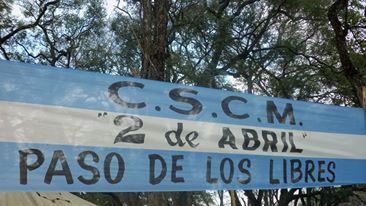 C.S.C.M.
"2 de ABRIL"
PASO DE LOS LIBRES